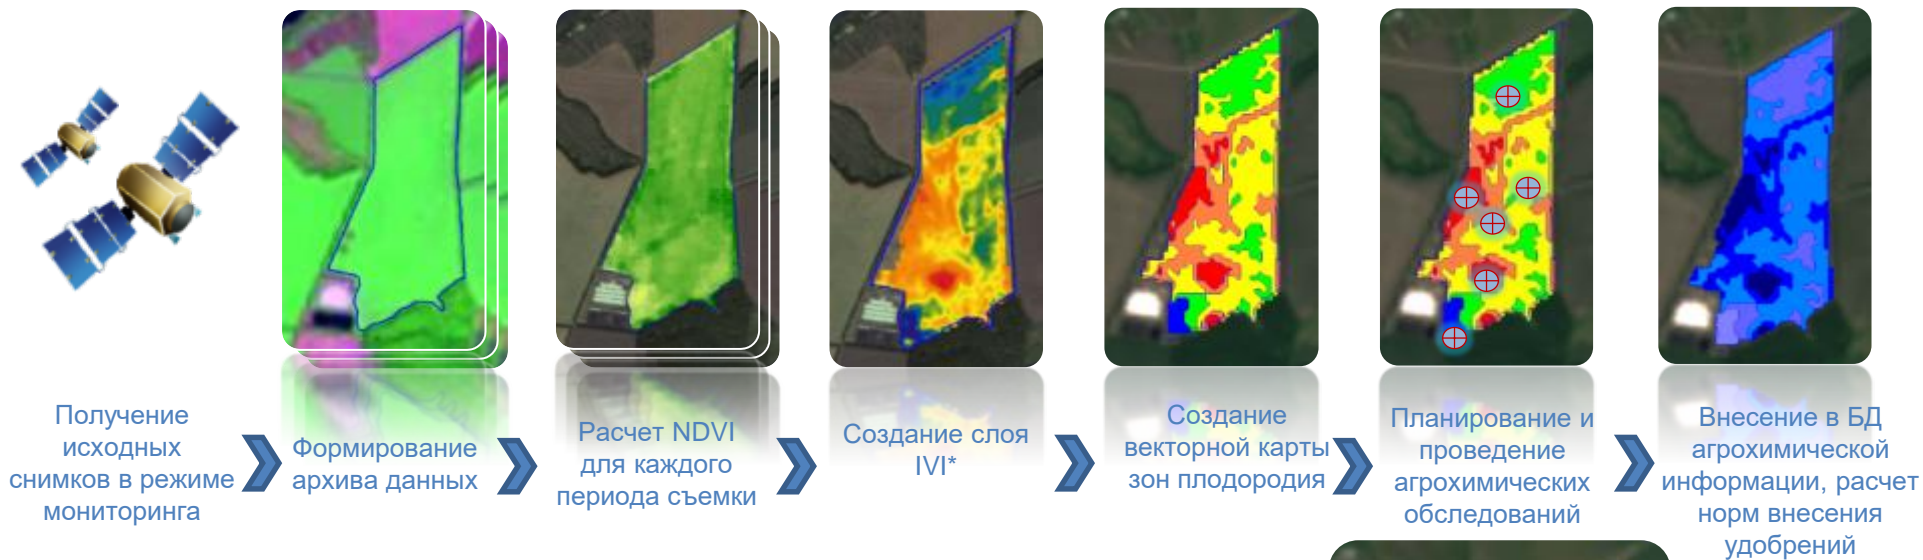 Получение
исходных
снимков в режиме
мониторинга
Формирование
архива данных
Расчет NDVI
для каждого
периода съемки
Создание слоя
IVI*
Создание
векторной карты
зон плодородия
Планирование и
проведение
агрохимических
обследований
Внесение в БД
агрохимической
информации, расчет
норм внесения
удобрений